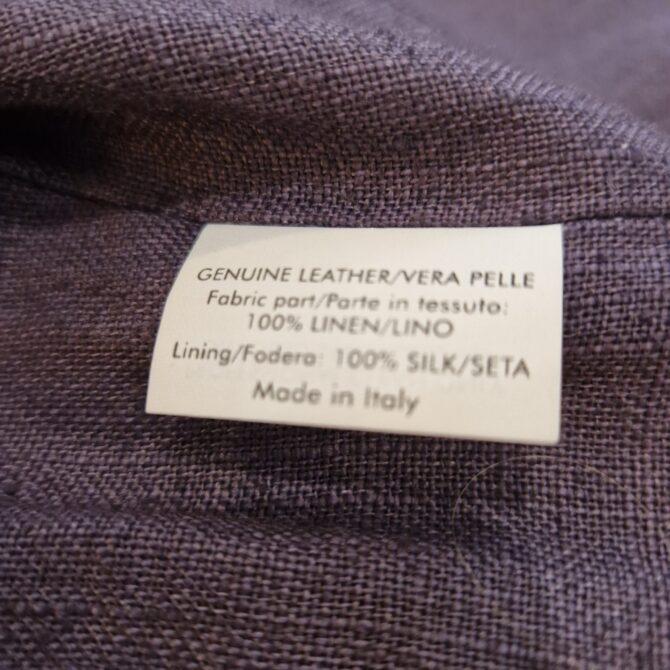 GENUINE LEATHER/VERA PELLE
Fabric part/Parte in tessuto:
100% LINEN/LINO
Lining/Fodera: 100% SILK/SETA
Made in Italy